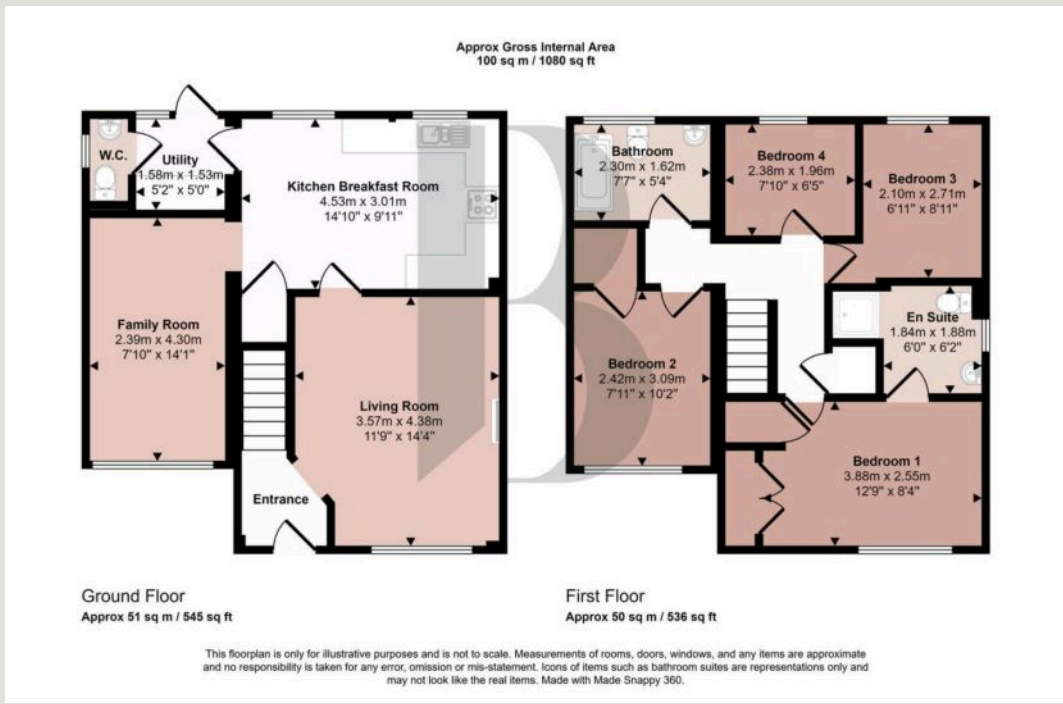 Approx Gross Internal Area
100 sq m / 1080 sq ft
W.C.
Utility
1.58m x 1.53m
5'2" x 5'0"
Kitchen Breakfast Room
4.53m x 3.01m
14'10" x 9'11"
Family Room
2.39m x 4.30m
7'10" x 14'1"
Living Room
3.57m x 4.38m
11'9" x 14'4"
Entrance
Ground Floor
Approx 51 sq m / 545 sq ft
Bathroom
2.30m x 1.62m
7'7" x 5'4"
Bedroom 4
2.38m x 1.96m
7'10" x 6'5"
Bedroom 3
2.10m x 2.71m
6'11" x 8'11"
En Suite
1.84m x 1.88m
6'0" x 6'2"
Bedroom 2
2.42m x 3.09m
7'11" x 10'2"
Bedroom 1
3.88m x 2.55m
12'9" x 8'4"
First Floor
Approx 50 sq m / 536 sq ft
B
This floorplan is only for illustrative purposes and is not to scale. Measurements of rooms, doors, windows, and any items are approximate
and no responsibility is taken for any error, omission or mis-statement. Icons of items such as bathroom suites are representations only and
may not look like the real items. Made with Made Snappy 360.